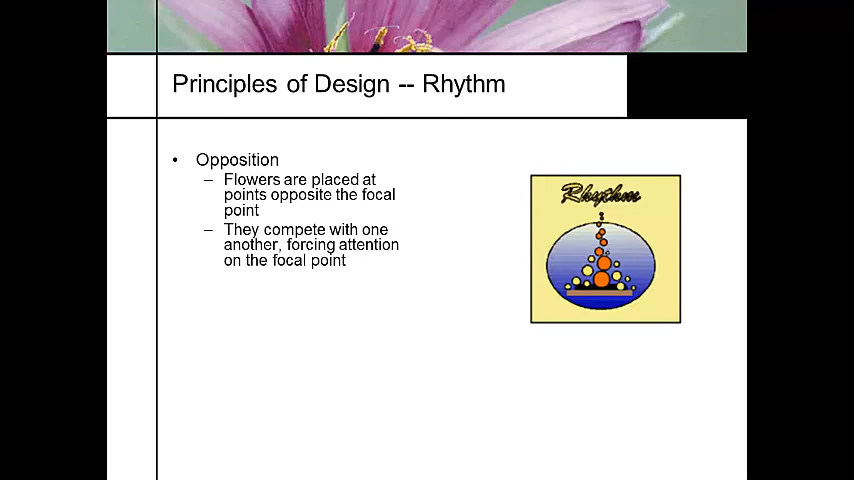 Principles of Design -- Rhythm
• Opposition
– Flowers are placed at
points opposite the focal
point
– They compete with one
another, forcing attention
on the focal point
Rhythm